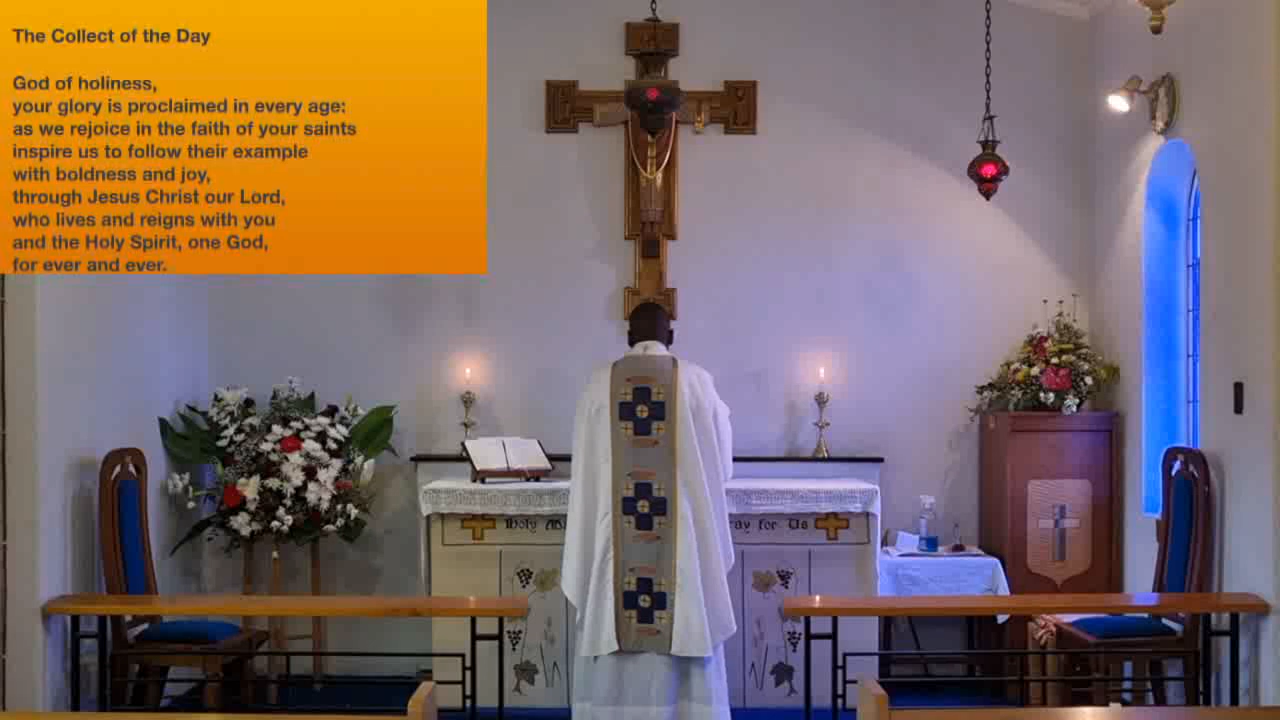 The Collect of the Day
God of holiness,
your glory is proclaimed in every age:
as we rejoice in the faith of your saints
inspire us to follow their example
with boldness and joy,
through Jesus Christ our Lord,
who lives and reigns with you
and the Holy Spirit, one God,
for ever and ever.
Holy
ray for Us